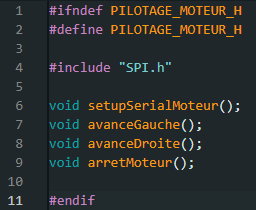 1 #ifndef PILOTAGE_MOTEUR_H
2 #define PILOTAGE_MOTEUR_H
3
4 #include "SPI.h"
5
6 void setupSerialMoteur();
7 void avanceGauche();
8 void avanceDroite();
9 void arretMoteur();
10
11 #endif